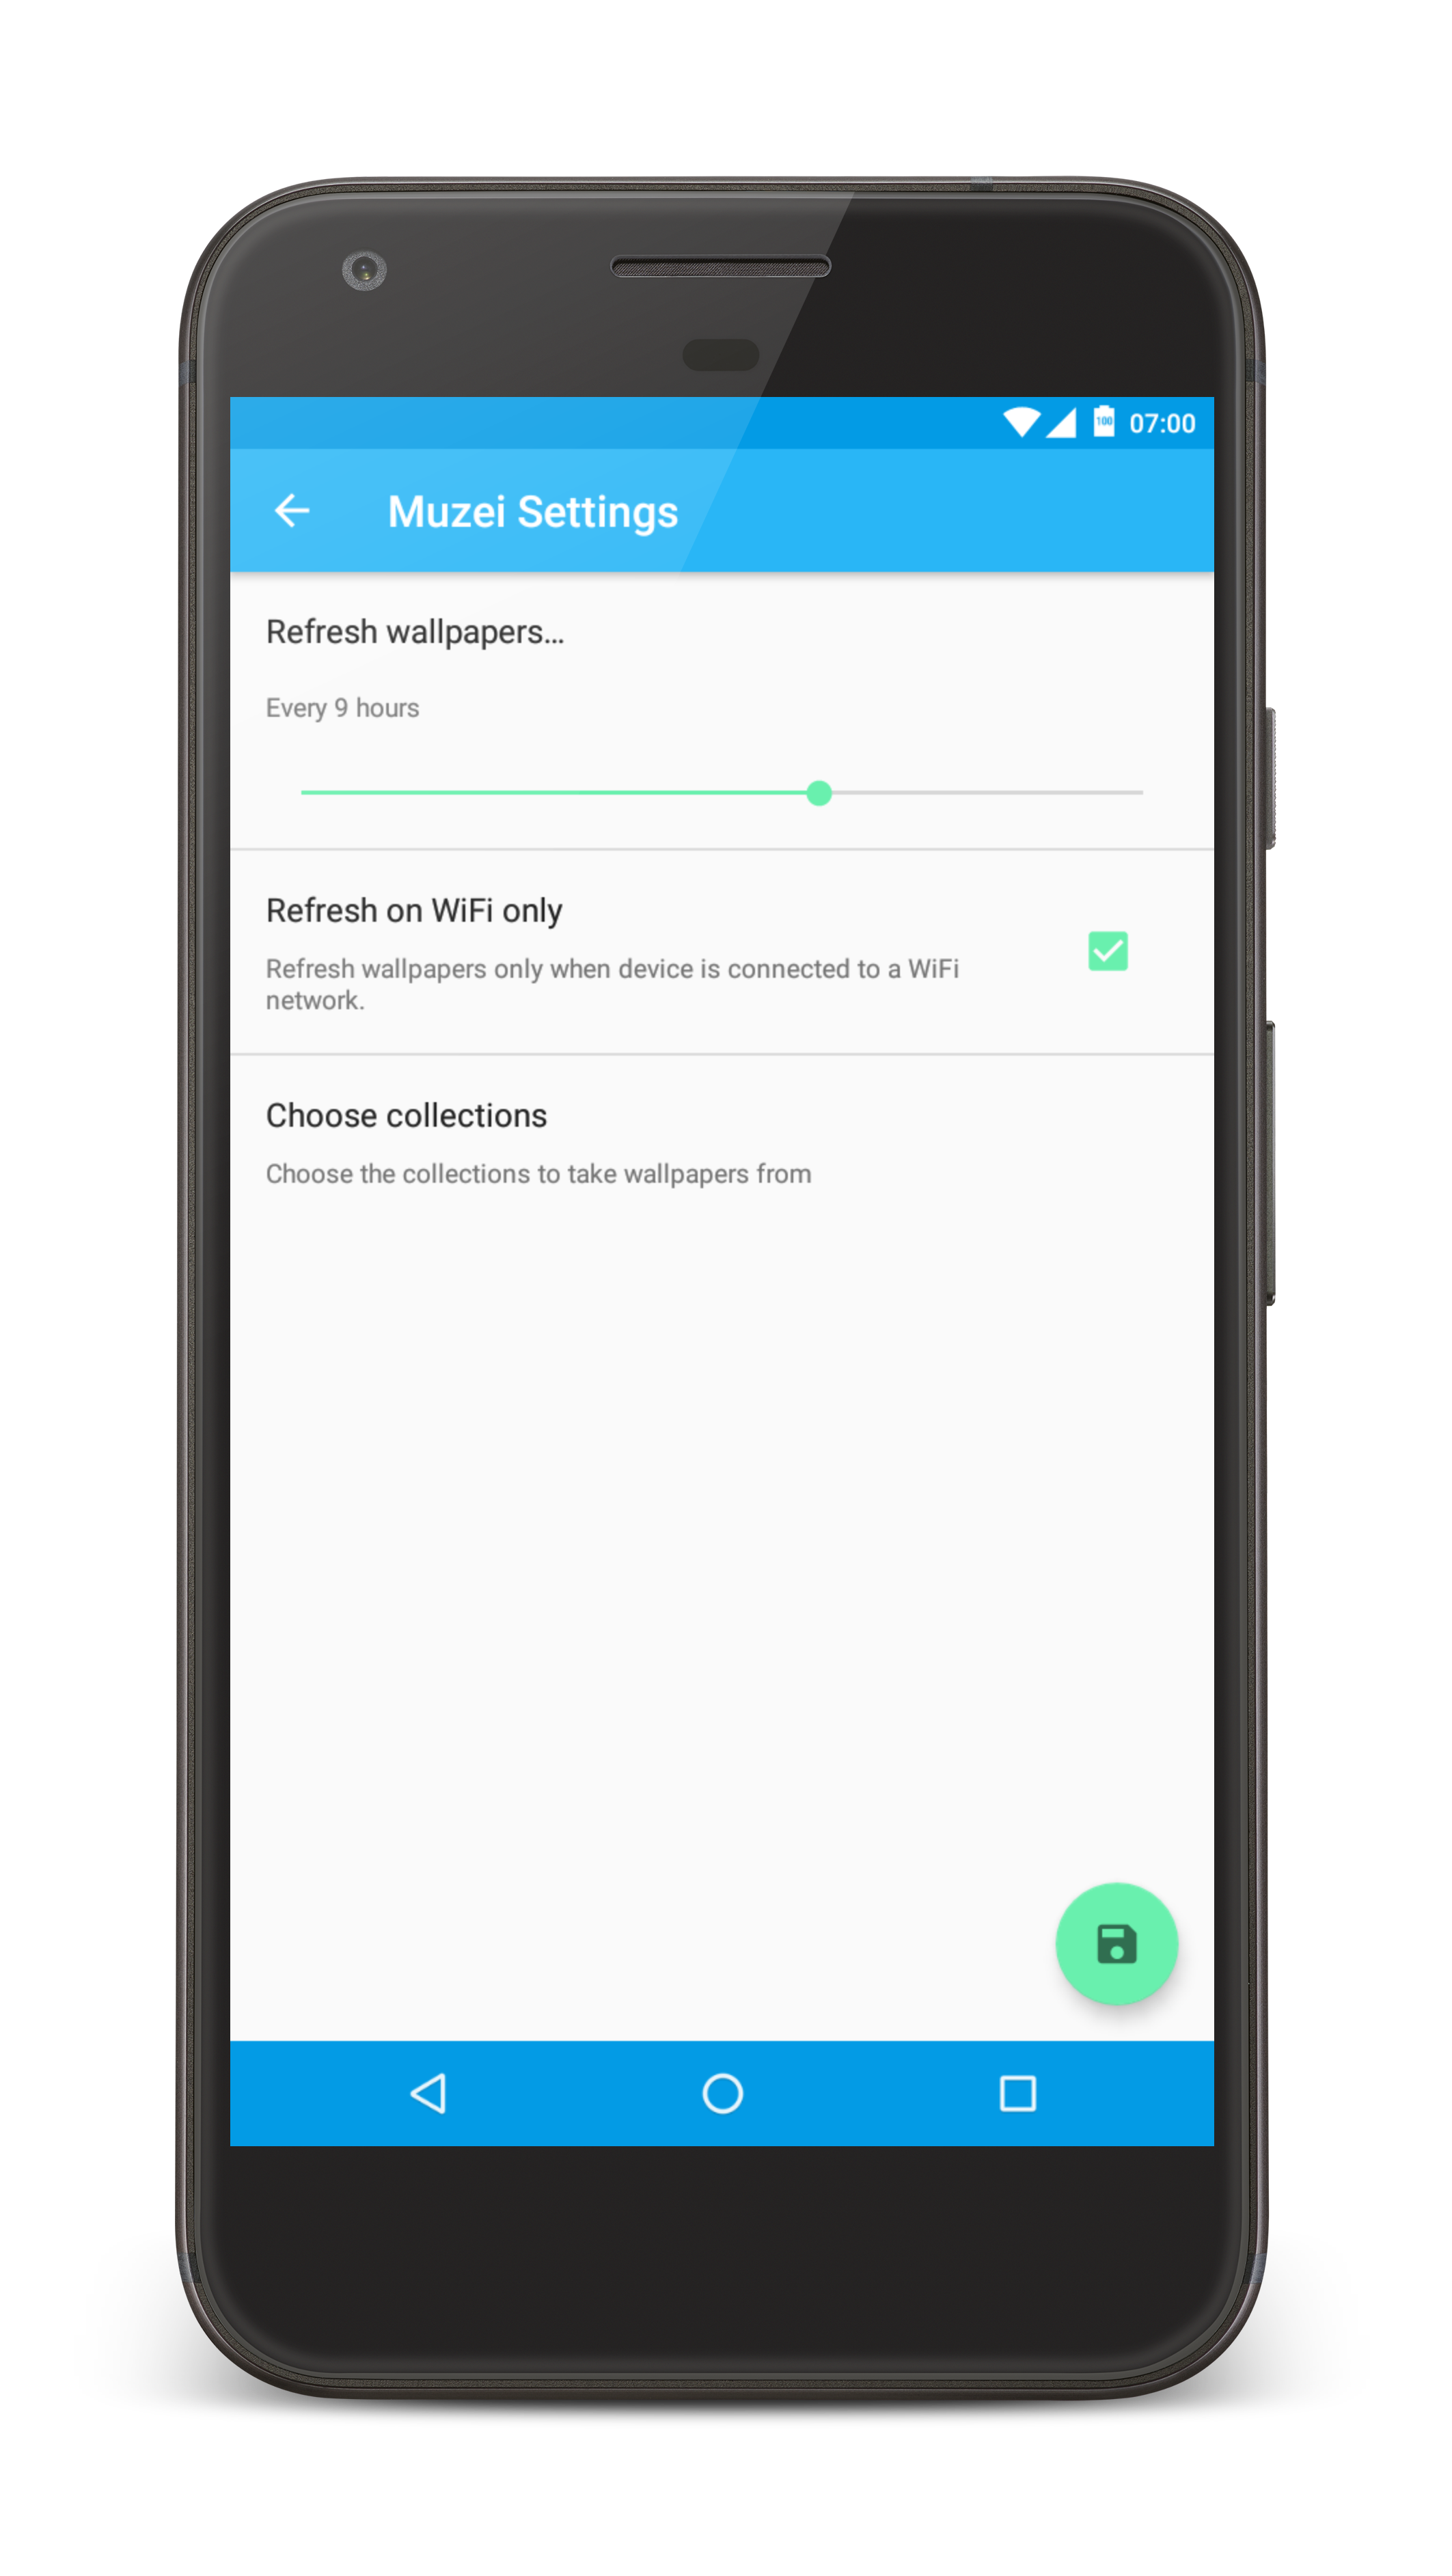 100 07:00
Muzei Settings
Refresh wallpapers...
Every 9 hours
Refresh on WiFi only
Refresh wallpapers only when device is connected to a WiFi
network.
Choose collections
Choose the collections to take wallpapers from